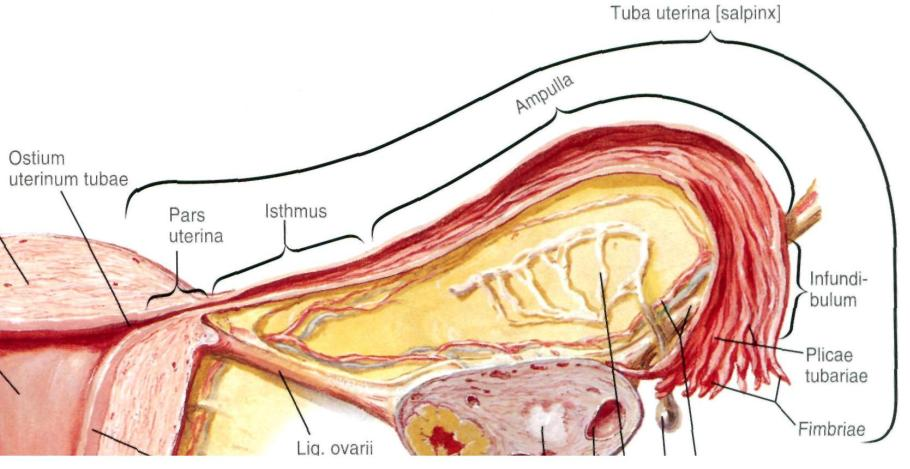 Tuba uterina [salpinx]
Ampulla
Ostium
uterinum tubae
Pars
uterina
Isthmus
Infundi-
bulum
Plicae
tubariae
Fimbriae
Lig. ovarii